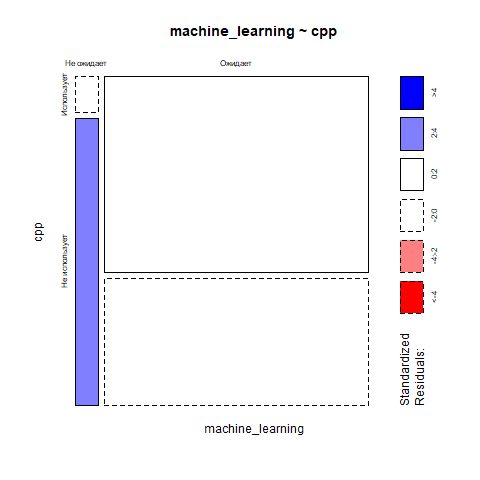 machine_learning ~ cpp
Не ожидает
Ожидает
Использует
Не использует
cpp
machine_learning
>4
2:4
0:2
-2:0
-4:-2
<-4
Standardized
Residuals: